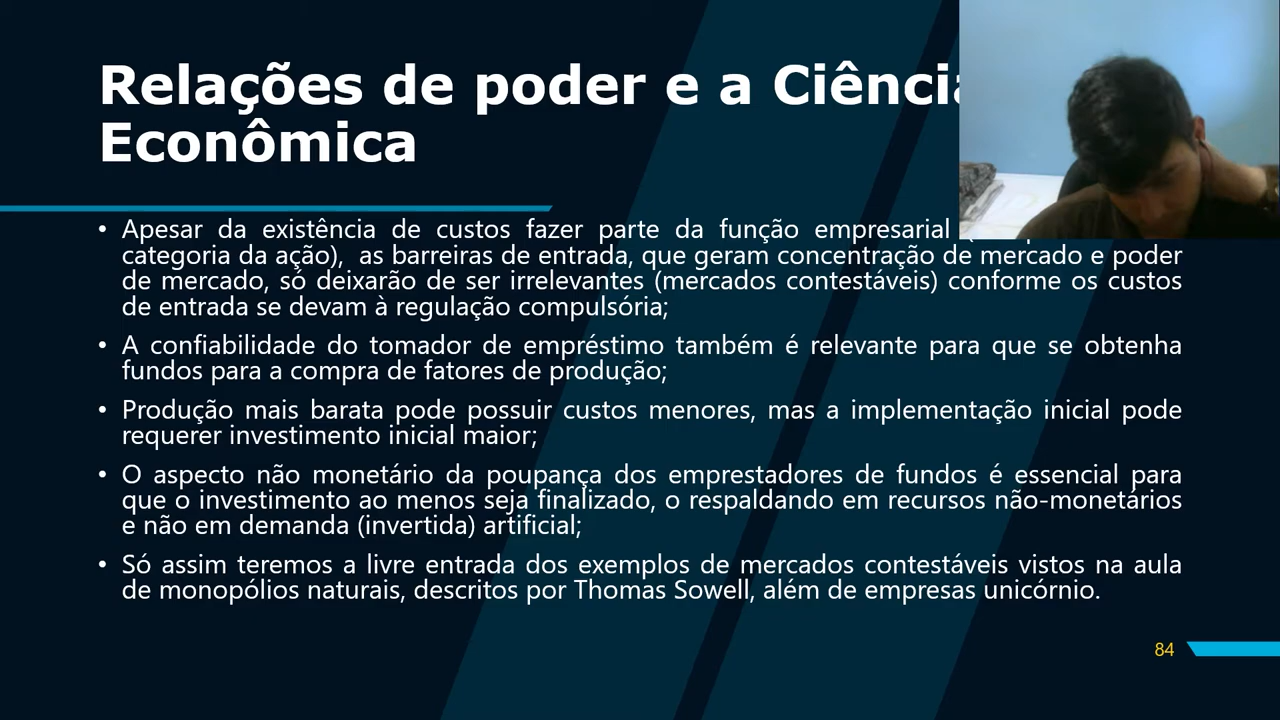 Relações de poder e a Ciência
Econômica
• Apesar da existência de custos fazer parte da função empresarial
categoria da ação), as barreiras de entrada, que geram concentração de mercado e poder
de mercado, só deixarão de ser irrelevantes (mercados contestáveis) conforme os custos
de entrada se devam à regulação compulsória;
• A confiabilidade do tomador de empréstimo também é relevante para que se obtenha
fundos para a compra de fatores de produção;
• Produção mais barata pode possuir custos menores, mas a implementação inicial pode
requerer investimento inicial maior;
• O aspecto não monetário da poupança dos emprestadores de fundos é essencial para
que o investimento ao menos seja finalizado, o respaldando em recursos não-monetários
e não em demanda (invertida) artificial;
• Só assim teremos a livre entrada dos exemplos de mercados contestáveis vistos na aula
de monopólios naturais, descritos por Thomas Sowell, além de empresas unicórnio.
84